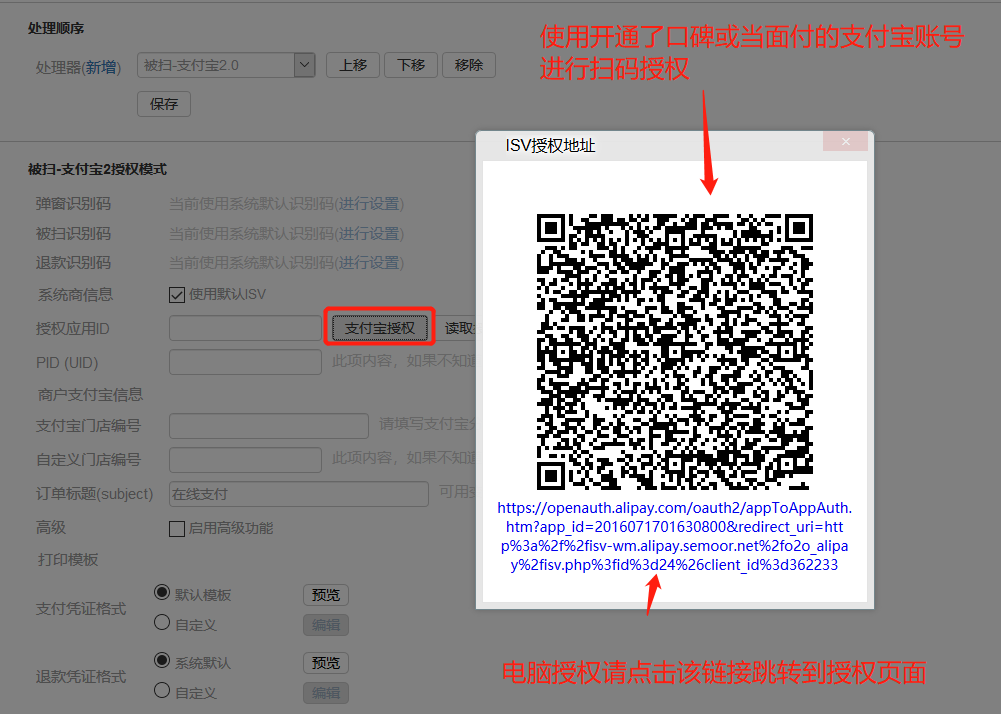 处理顺序
使用开通了口碑或当面付的支付宝账号
进行扫码授权
处理器(新增) 被扫-支付宝2.0 上移 下移 移除
保存
ISV授权地址
被扫-支付宝2授权模式
弹窗识别码 当前使用系统默认识别码(进行设置)
被扫识别码 当前使用系统默认识别码(进行设置)
退款识别码 当前使用系统默认识别码(进行设置)
系统商信息 使用默认ISV
授权应用ID 支付宝授权 读取
PID (UID) 此项内容，如果不知道
商户支付宝信息
支付宝门店编号 请填写支付宝
自定义门店编号 此项内容，如果不知道
订单标题(subject) 在线支付 可用
高级 启用高级功能
打印模板
https://openauth.alipay.com/oauth2/appToAppAuth.
htm?app_id=2016071701630800&redirect_uri=htt
p%3a%2f%2fisv-wm.alipay.semoor.net%2fo2o_alipa
y%2fisv.php%3fid%3d24%26client_id%3d362233
支付凭证格式 默认模板 预览
自定义 编辑
退款凭证格式 系统默认 预览
自定义 编辑
电脑授权请点击该链接跳转到授权页面